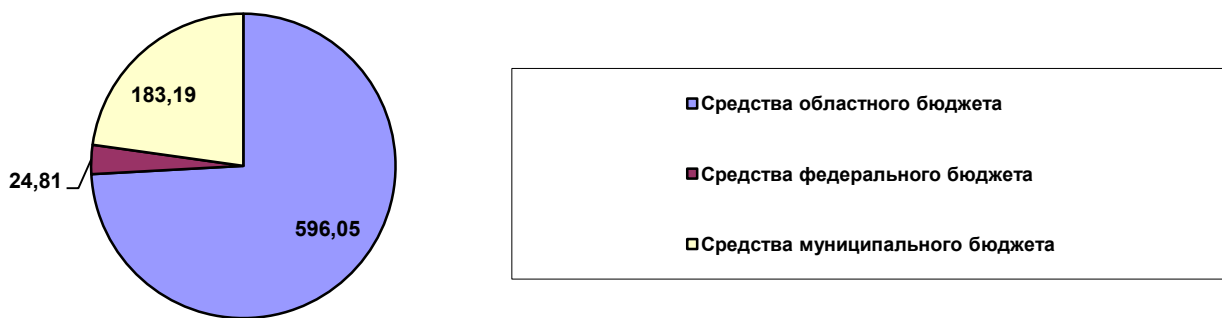 183,19
24,81
596,05
Средства областного бюджета
Средства федерального бюджета
Средства муниципального бюджета